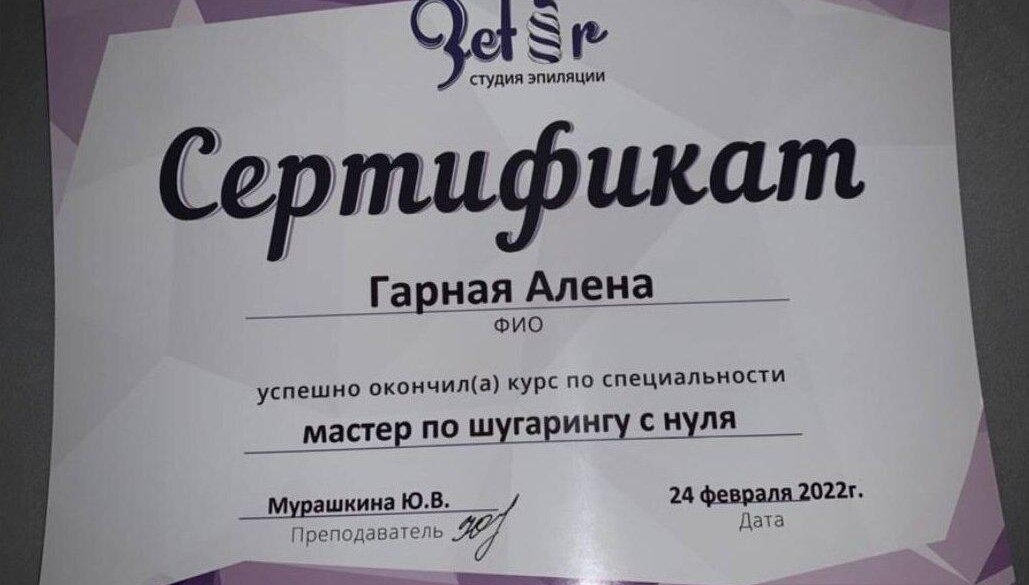 студия эпиляции
Сертификат
Гарная Алена
ФИО
успешно окончил(а) курс по специальности
мастер по шугарингу с нуля
Мурашкина Ю.В.
Преподаватель
24 февраля 2022г.
Дата